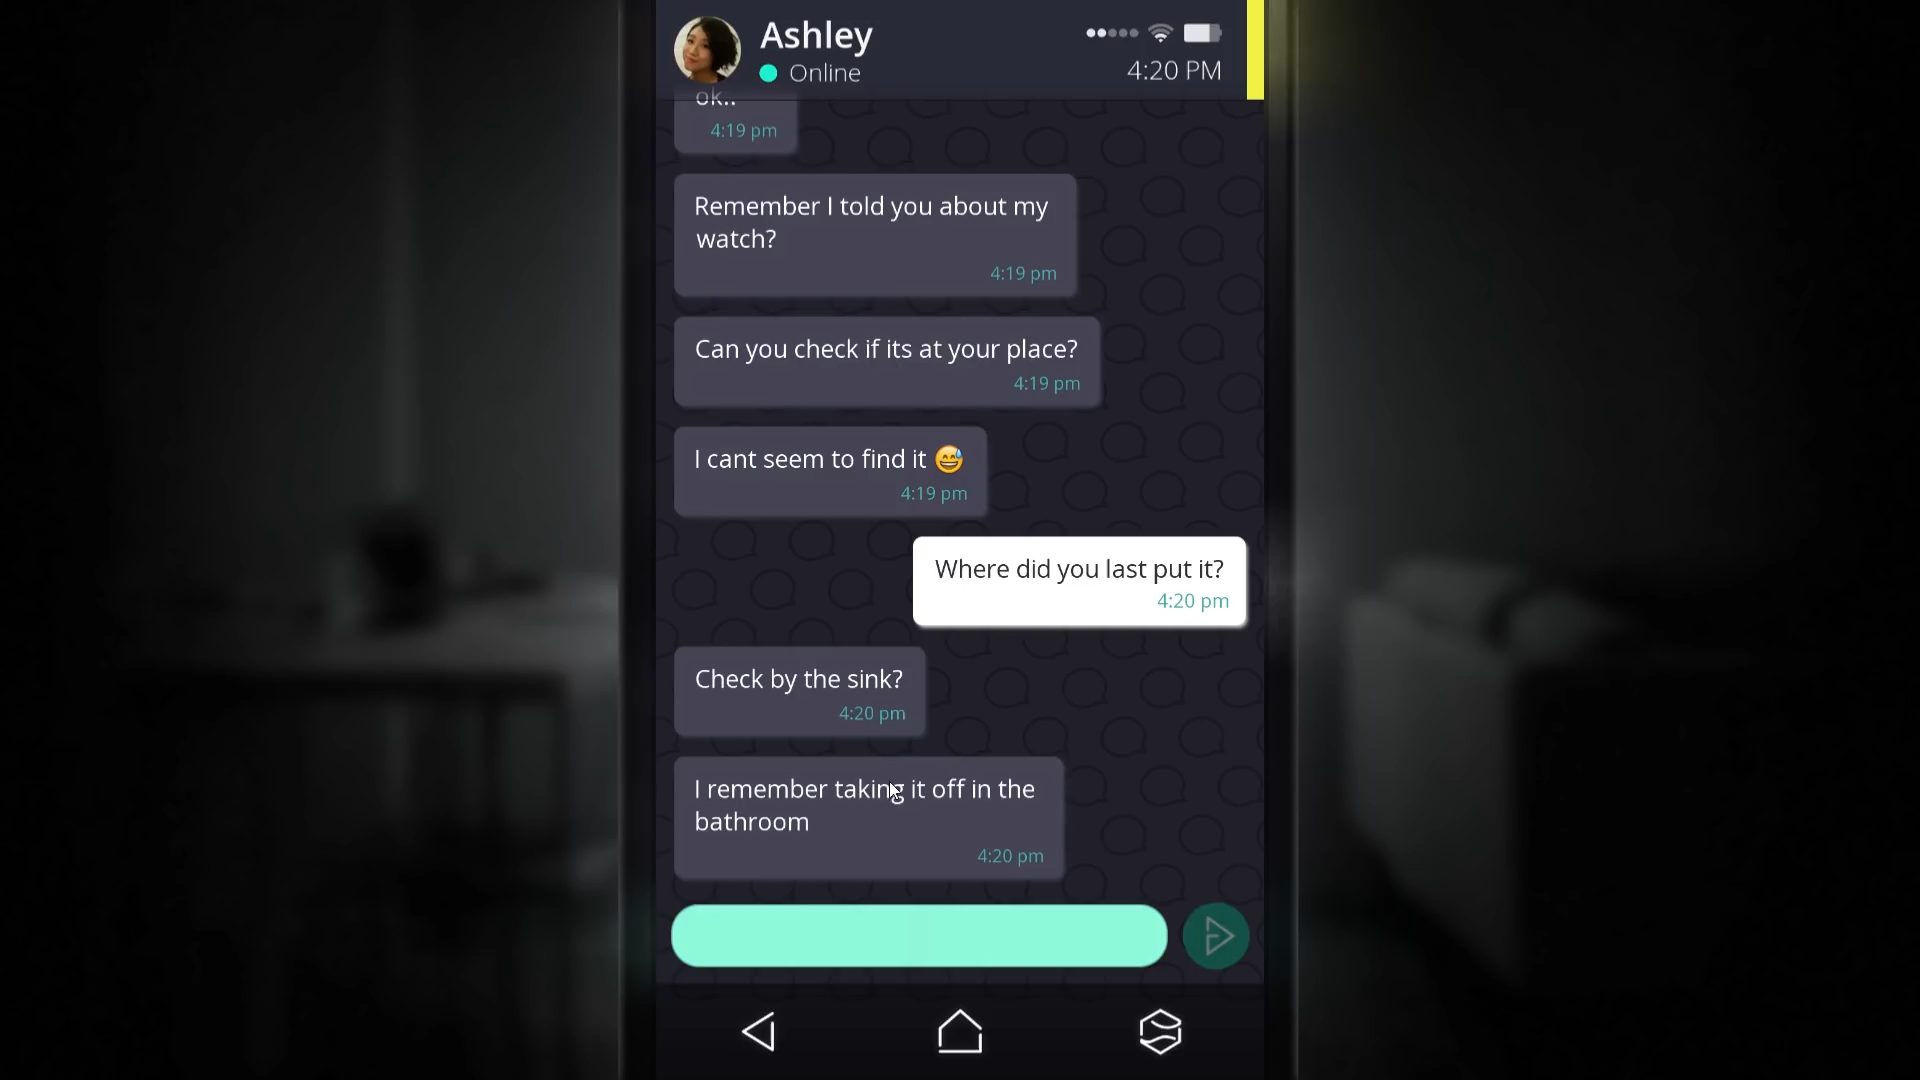 Ashley
Online
4:20 PM
ok..
4:19 pm
Remember I told you about my
watch?
4:19 pm
Can you check if its at your place?
4:19 pm
I cant seem to find it 😅
4:19 pm
Where did you last put it?
4:20 pm
Check by the sink?
4:20 pm
I remember taking it off in the
bathroom
4:20 pm